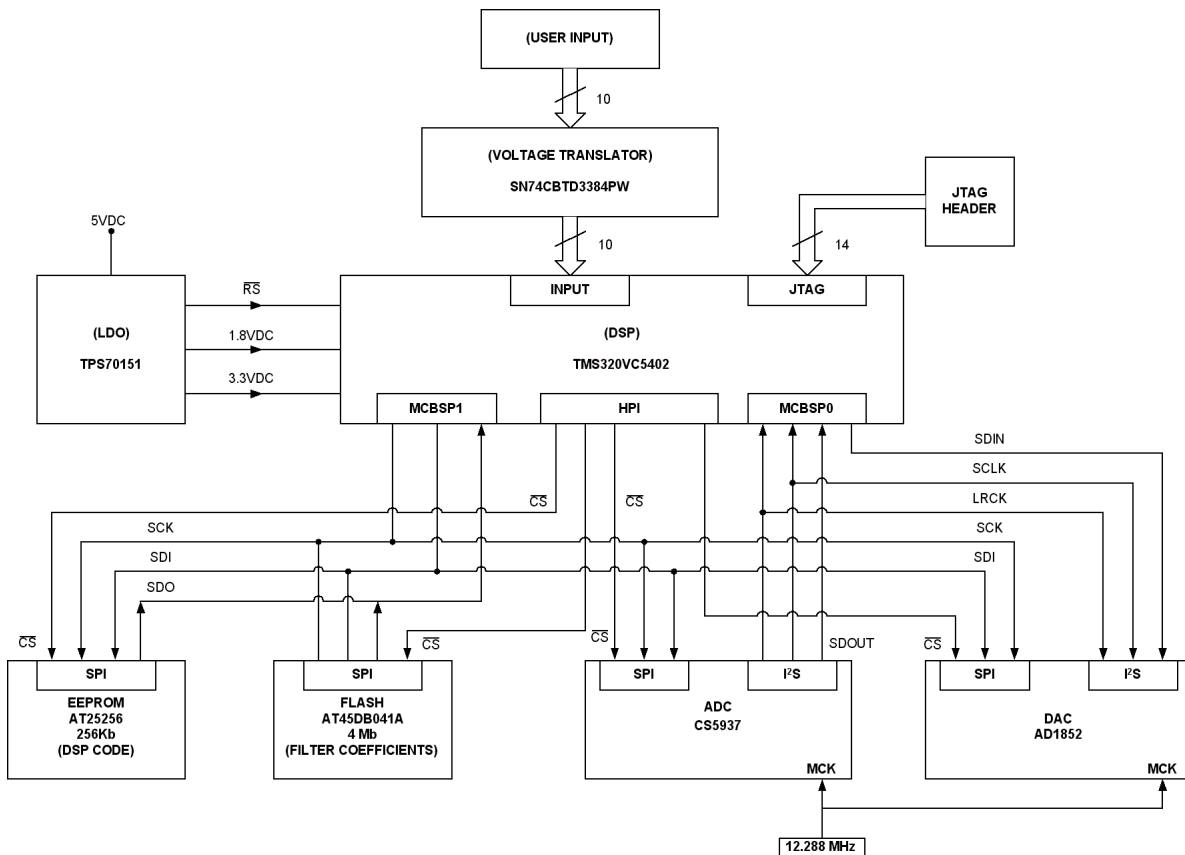 (USER INPUT)
10
(VOLTAGE TRANSLATOR)
SN74CBTD3384PW
JTAG
HEADER
5VDC
10
14
INPUT
JTAG
RS
(LDO)
TPS70151
1.8VDC
(DSP)
TMS320VC5402
3.3VDC
MCBSP1
HPI
MCBSP0
SDIN
SCLK
CS
CS
LRCK
SCK
SCK
SDI
SDI
SDO
CS
CS
CS
SDOUT
CS
SPI
SPI
SPI
I²S
SPI
I²S
EEPROM
AT25256
256Kb
(DSP CODE)
FLASH
AT45DB041A
4 Mb
(FILTER COEFFICIENTS)
ADC
CS5937
DAC
AD1852
MCK
MCK
12.288 MHz